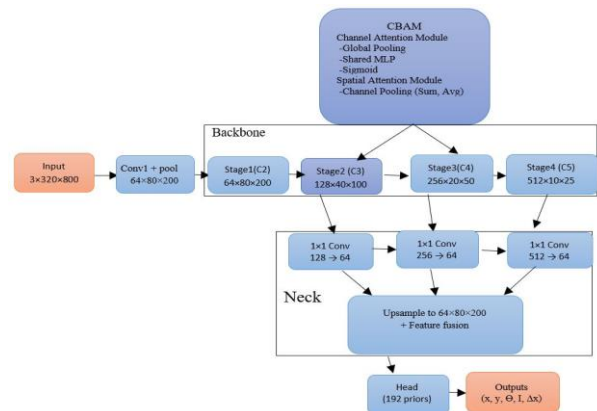 CBAM
Channel Attention Module
-Global Pooling
-Shared MLP
-Sigmoid
Spatial Attention Module
-Channel Pooling (Sum, Avg)
Backbone
Input
3×320×800
Conv1 + pool
64×80×200
Stage1(C2)
64×80×200
Stage2 (C3)
128×40×100
Stage3(C4)
256×20×50
Stage4 (C5)
512×10×25
1×1 Conv
128 → 64
1×1 Conv
256 → 64
1×1 Conv
512 → 64
Neck
Upsample to 64×80×200
+ Feature fusion
Head
(192 priors)
Outputs
(x, y, Θ, I, Δx)